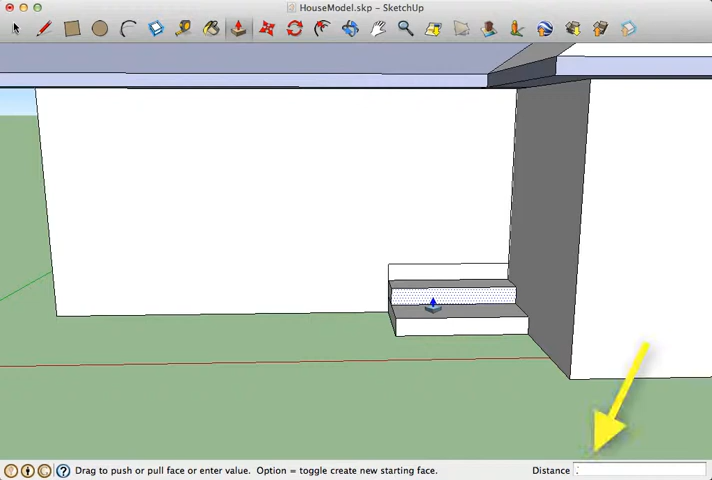 HouseModel.skp – SketchUp
Drag to push or pull face or enter value. Option = toggle create new starting face.
Distance